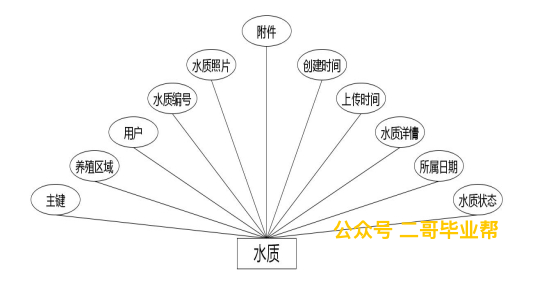 附件
水质照片
创建时间
水质编号
上传时间
用户
水质详情
养殖区域
所属日期
主键
水质状态
公众号 二哥毕业帮
水质